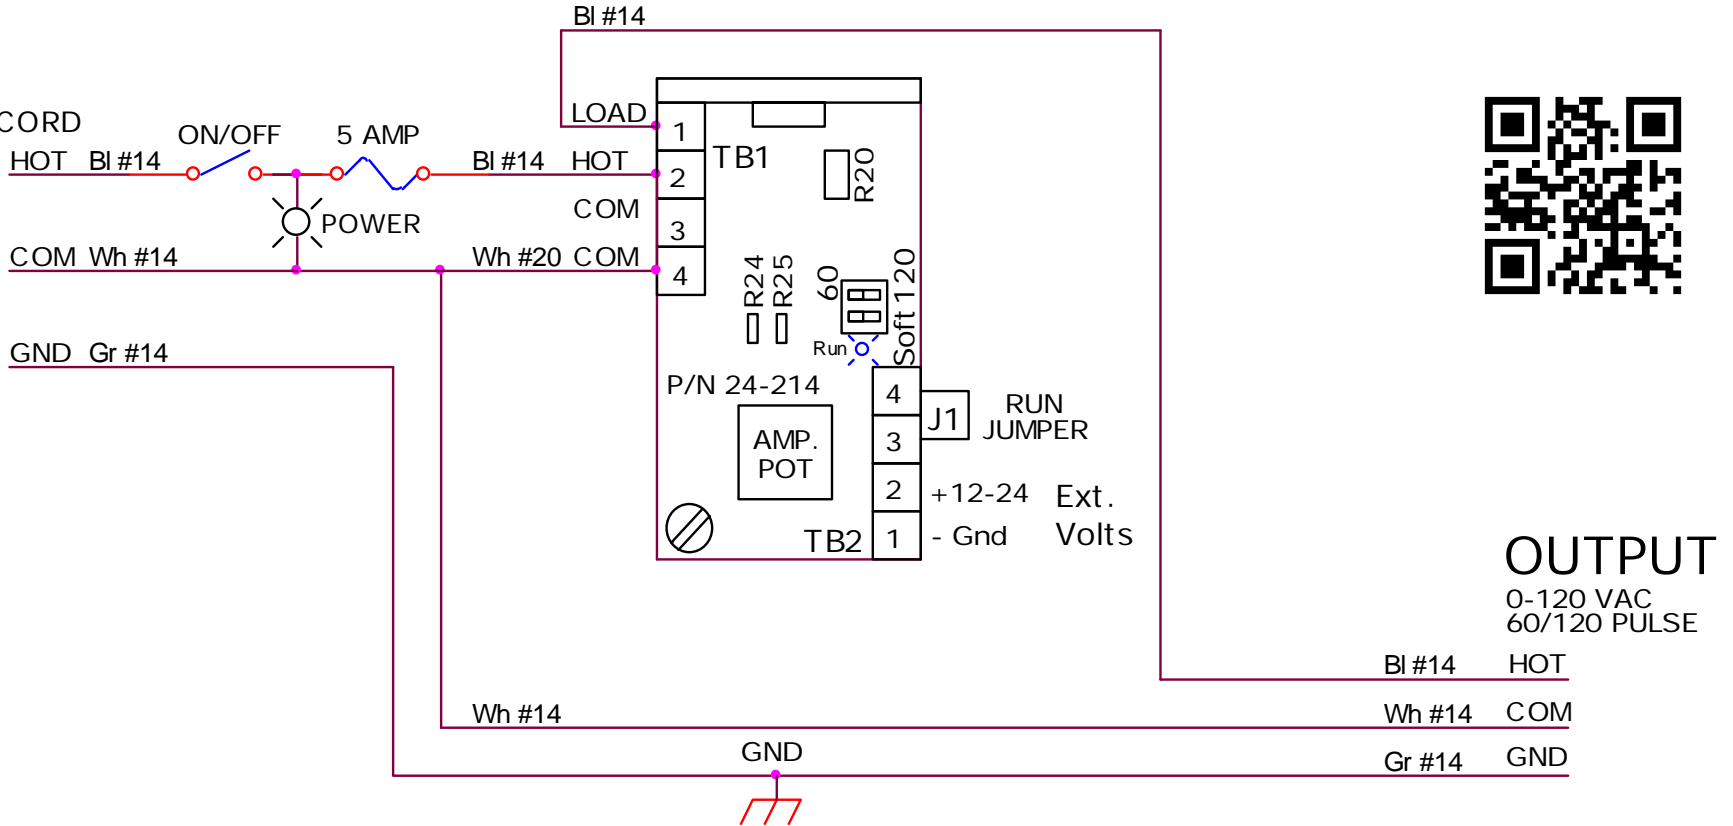 Bl #14
CORD
ON/OFF
5 AMP
LOAD
1
TB1
HOT
Bl #14
Bl #14
HOT
2
R20
COM
3
POWER
COM
Wh #14
Wh #20
COM
4
R24
R25
60
Soft 120
Run
GND
Gr #14
P/N 24-214
4
J1
RUN
JUMPER
AMP.
POT
3
2
+12-24
Ext.
TB2
1
- Gnd
Volts
OUTPUT
0-120 VAC
60/120 PULSE
Bl #14
HOT
Wh #14
Wh #14
COM
GND
Gr #14
GND